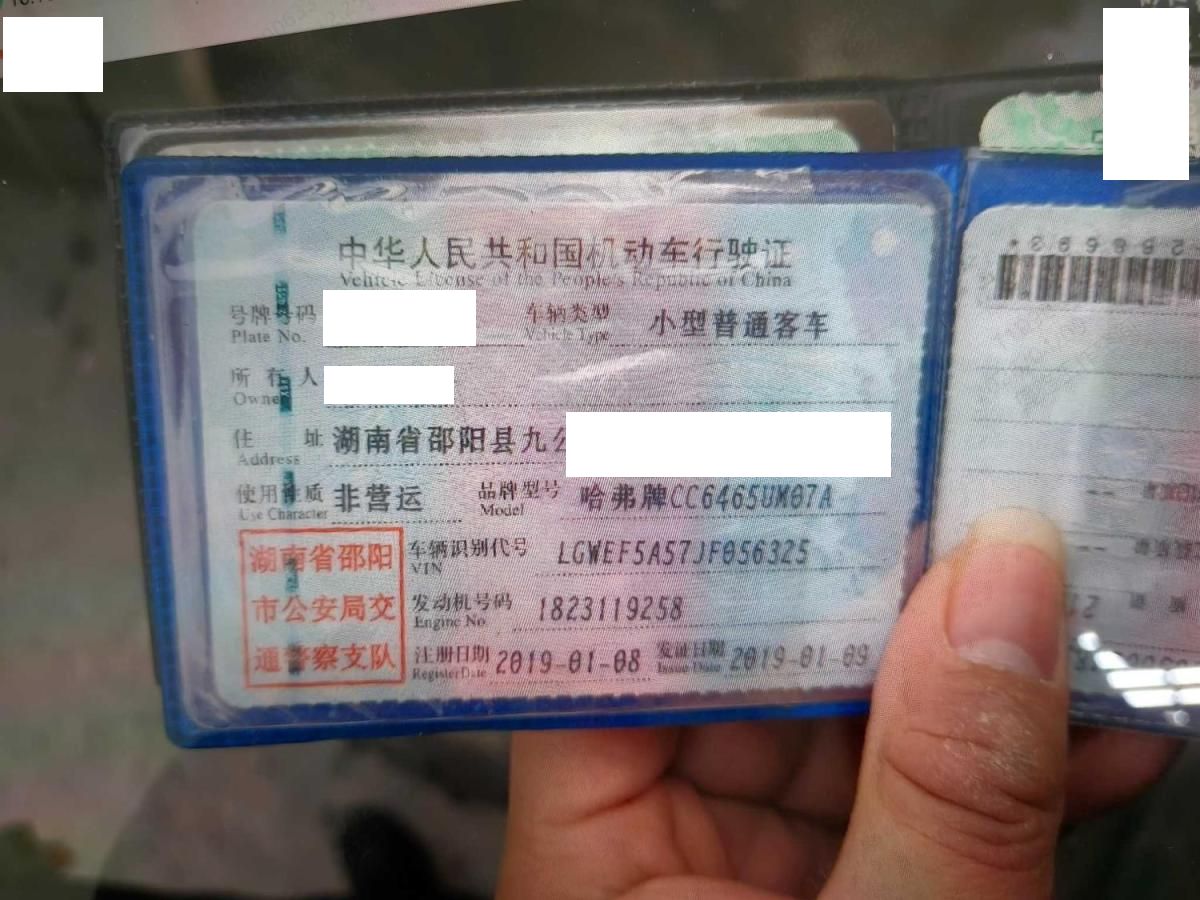 中华人民共和国机动车行驶证
Vehicle License of the People's Republic of China
号牌号码 车辆类型 小型普通客车
Plate No. Vehicle Type
所有人
Owner
住址 湖南省邵阳县九公
Address
使用性质 非营运 品牌型号 哈弗牌CC6465UM07A
Use Character Model
湖南省邵阳
市公安局交
通警察支队
车辆识别代号 LGWEF5A57JF056325
VIN
发动机号码 1823119258
Engine No.
注册日期 2019-01-08 发证日期 2019-01-09
Register Date Issue Date